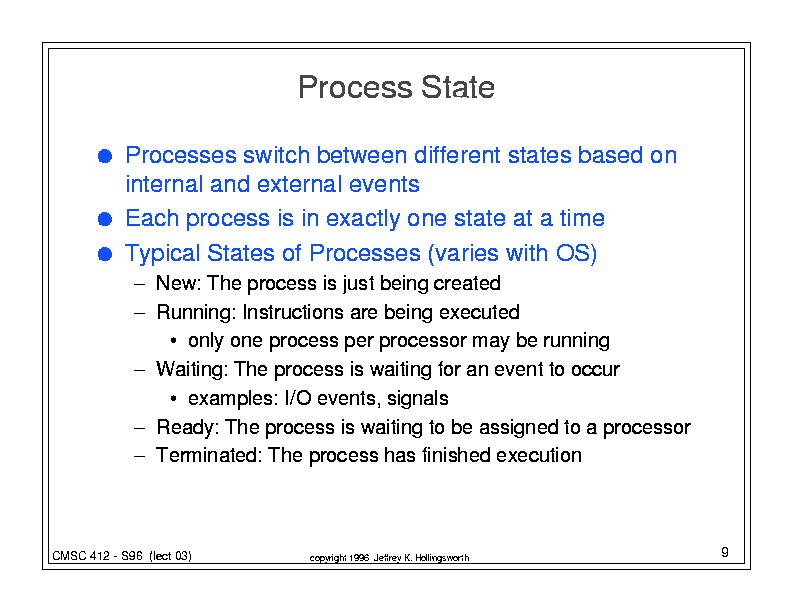 Process State
● Processes switch between different states based on
internal and external events
● Each process is in exactly one state at a time
● Typical States of Processes (varies with OS)
– New: The process is just being created
– Running: Instructions are being executed
• only one process per processor may be running
– Waiting: The process is waiting for an event to occur
• examples: I/O events, signals
– Ready: The process is waiting to be assigned to a processor
– Terminated: The process has finished execution
CMSC 412 - S96 (lect 03)
copyright 1996 Jeffrey K. Hollingsworth
9